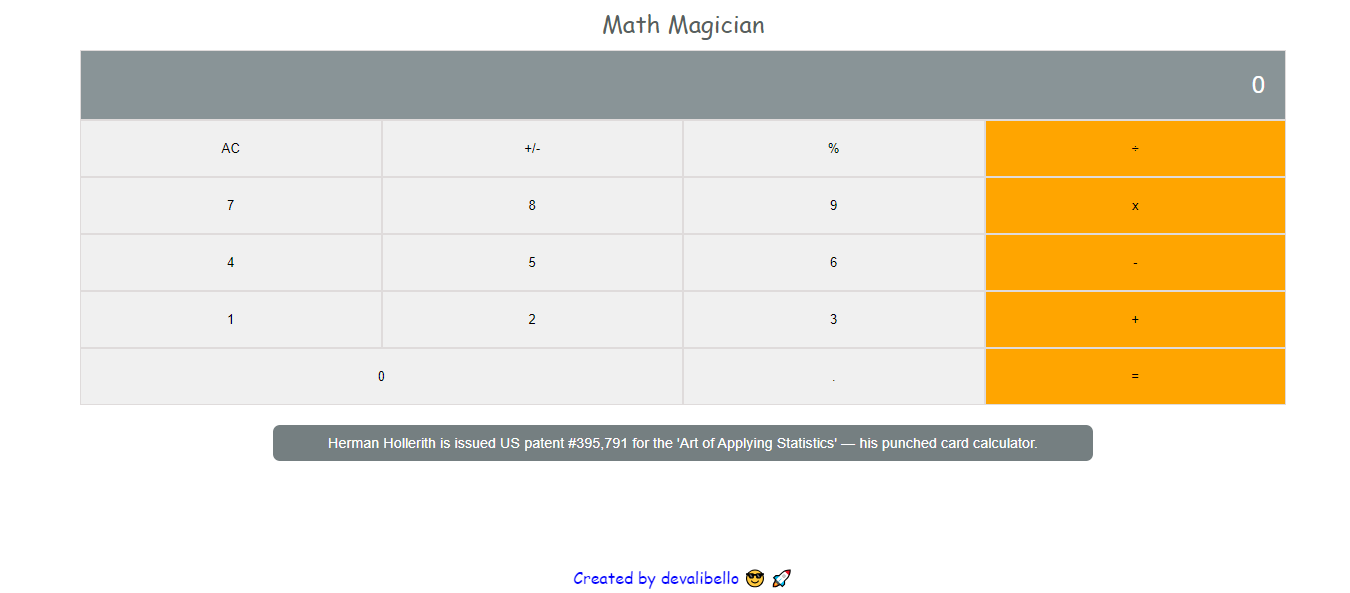 Math Magician
0
AC +/- % ÷
7 8 9 x
4 5 6 -
1 2 3 +
0 . =
Herman Hollerith is issued US patent #395,791 for the 'Art of Applying Statistics' — his punched card calculator.
Created by devalibello 😎 🚀